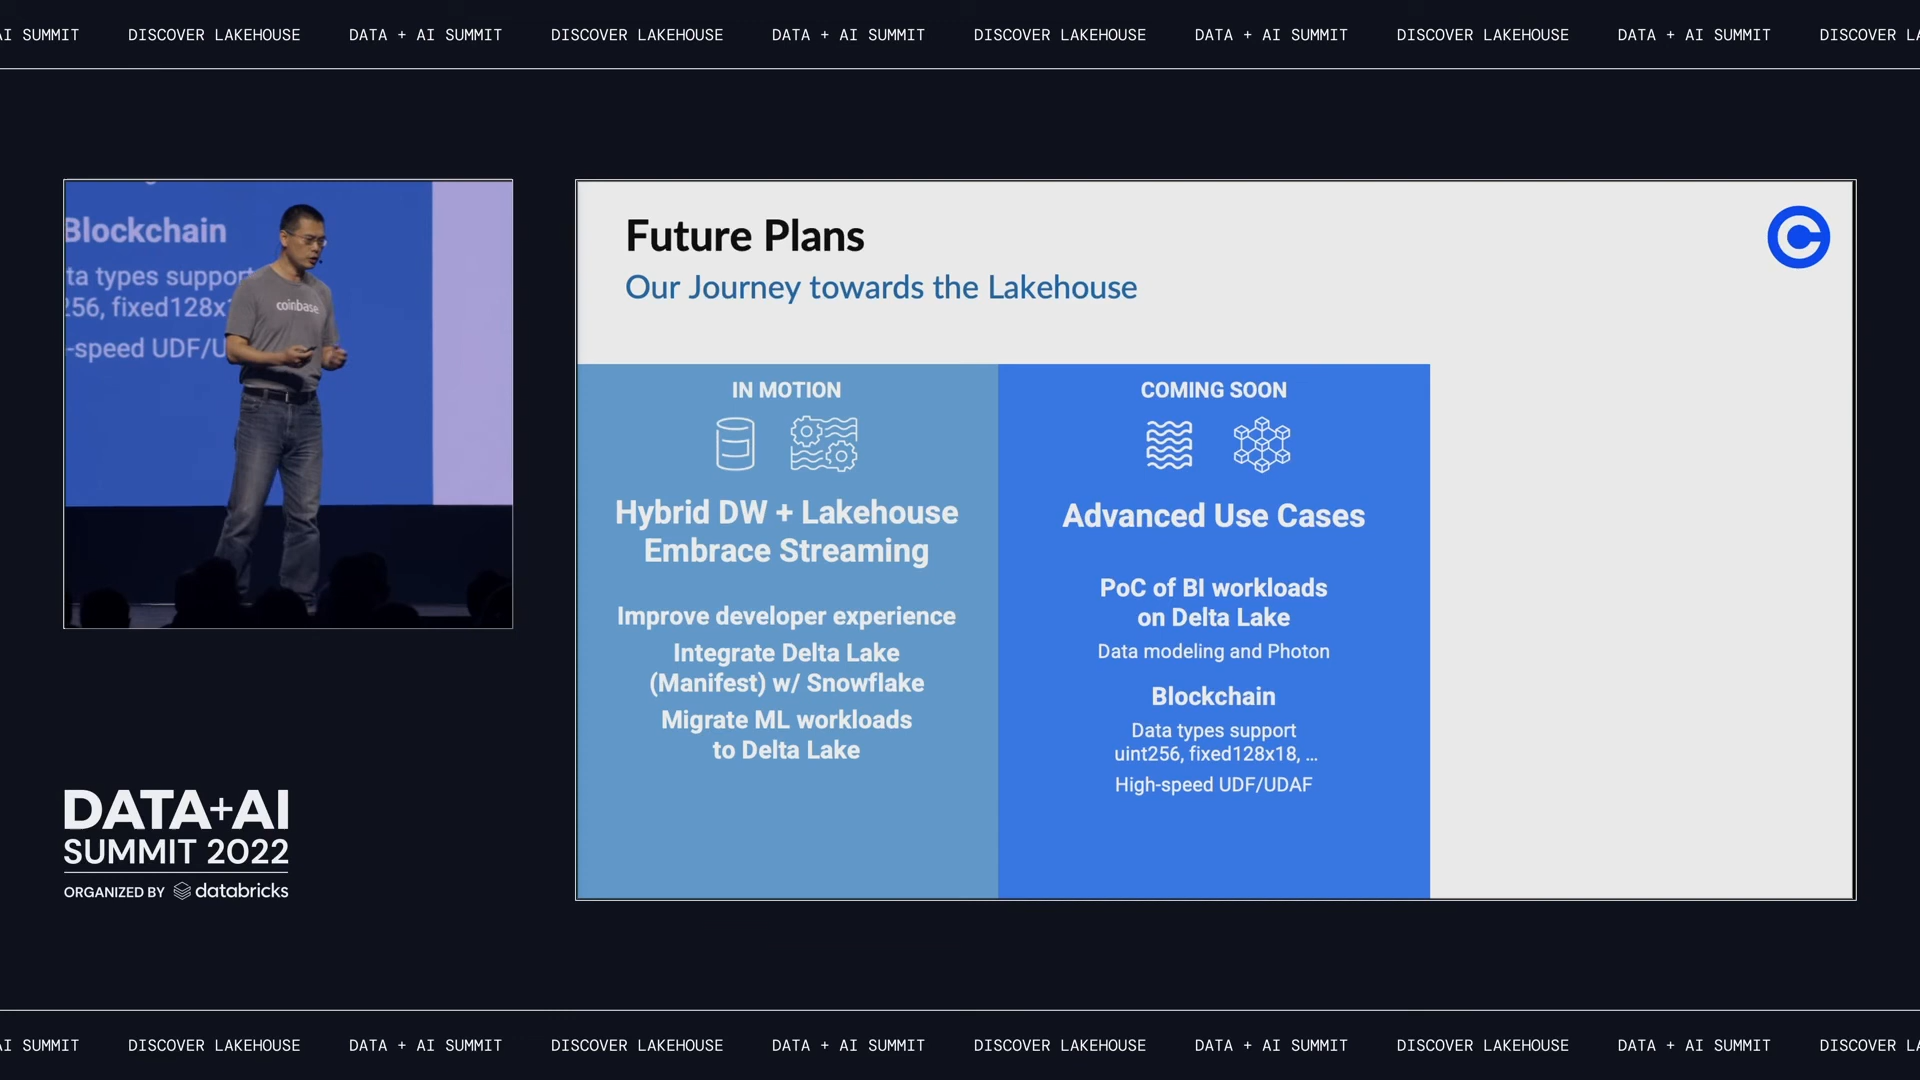 AI SUMMIT DISCOVER LAKEHOUSE DATA + AI SUMMIT DISCOVER LAKEHOUSE DATA + AI SUMMIT DISCOVER LAKEHOUSE DATA + AI SUMMIT DISCOVER LAKEHOUSE DATA + AI SUMMIT DISCOVER LA
Blockchain
ta types support
256, fixed128x
-speed UDF/U
coinbase
Future Plans
Our Journey towards the Lakehouse
IN MOTION
Hybrid DW + Lakehouse
Embrace Streaming
Improve developer experience
Integrate Delta Lake
(Manifest) w/ Snowflake
Migrate ML workloads
to Delta Lake
COMING SOON
Advanced Use Cases
PoC of BI workloads
on Delta Lake
Data modeling and Photon
Blockchain
Data types support
uint256, fixed128x18, ...
High-speed UDF/UDAF
DATA+AI
SUMMIT 2022
ORGANIZED BY databricks
AI SUMMIT DISCOVER LAKEHOUSE DATA + AI SUMMIT DISCOVER LAKEHOUSE DATA + AI SUMMIT DISCOVER LAKEHOUSE DATA + AI SUMMIT DISCOVER LAKEHOUSE DATA + AI SUMMIT DISCOVER LA